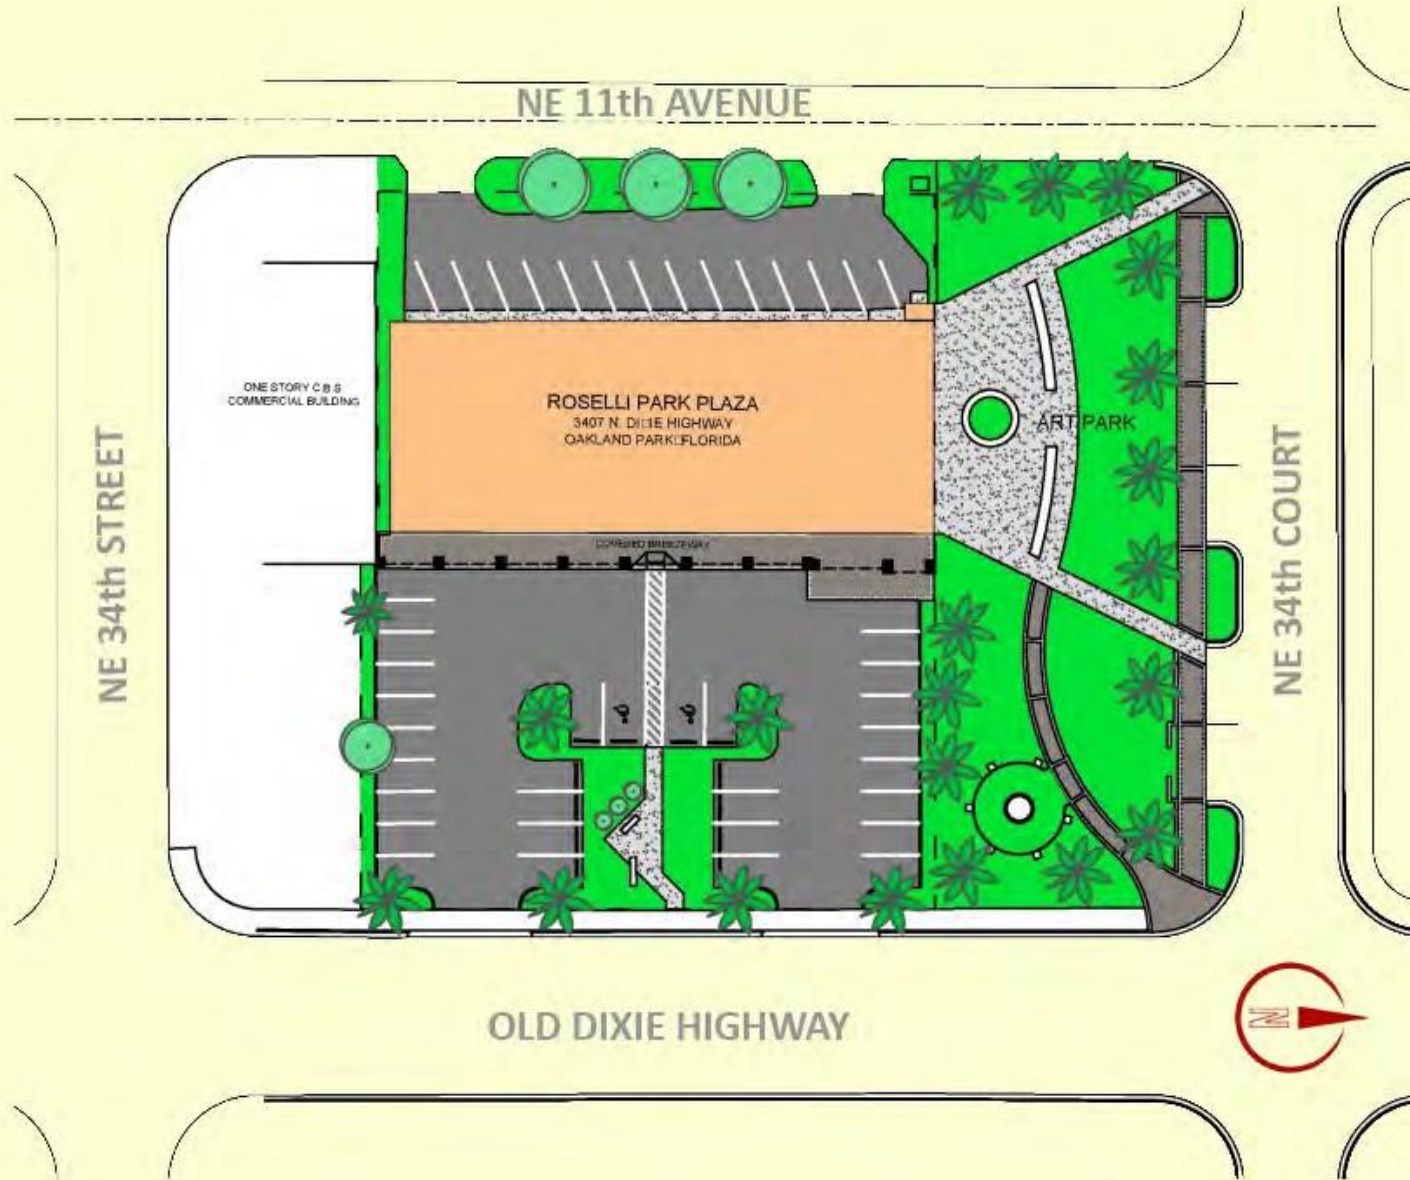 NE 11th AVENUE
ONE STORY C.B.S.
COMMERCIAL BUILDING
ROSELLI PARK PLAZA
3407 N. DIXIE HIGHWAY
OAKLAND PARK FLORIDA
ART PARK
COVERED BREEZEWAY
NE 34th STREET
NE 34th COURT
OLD DIXIE HIGHWAY
N